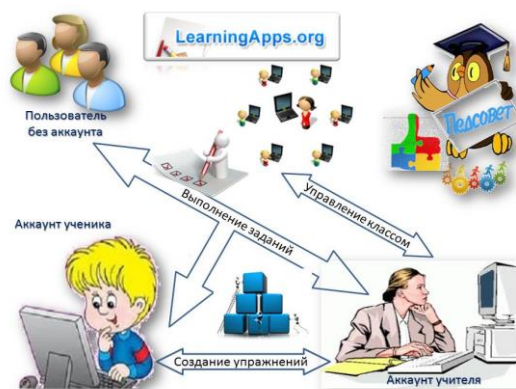 LearningApps.org
Педсовет
Пользователь
без аккаунта
Управление классом
Выполнение заданий
Аккаунт ученика
Создание упражнений
Аккаунт учителя